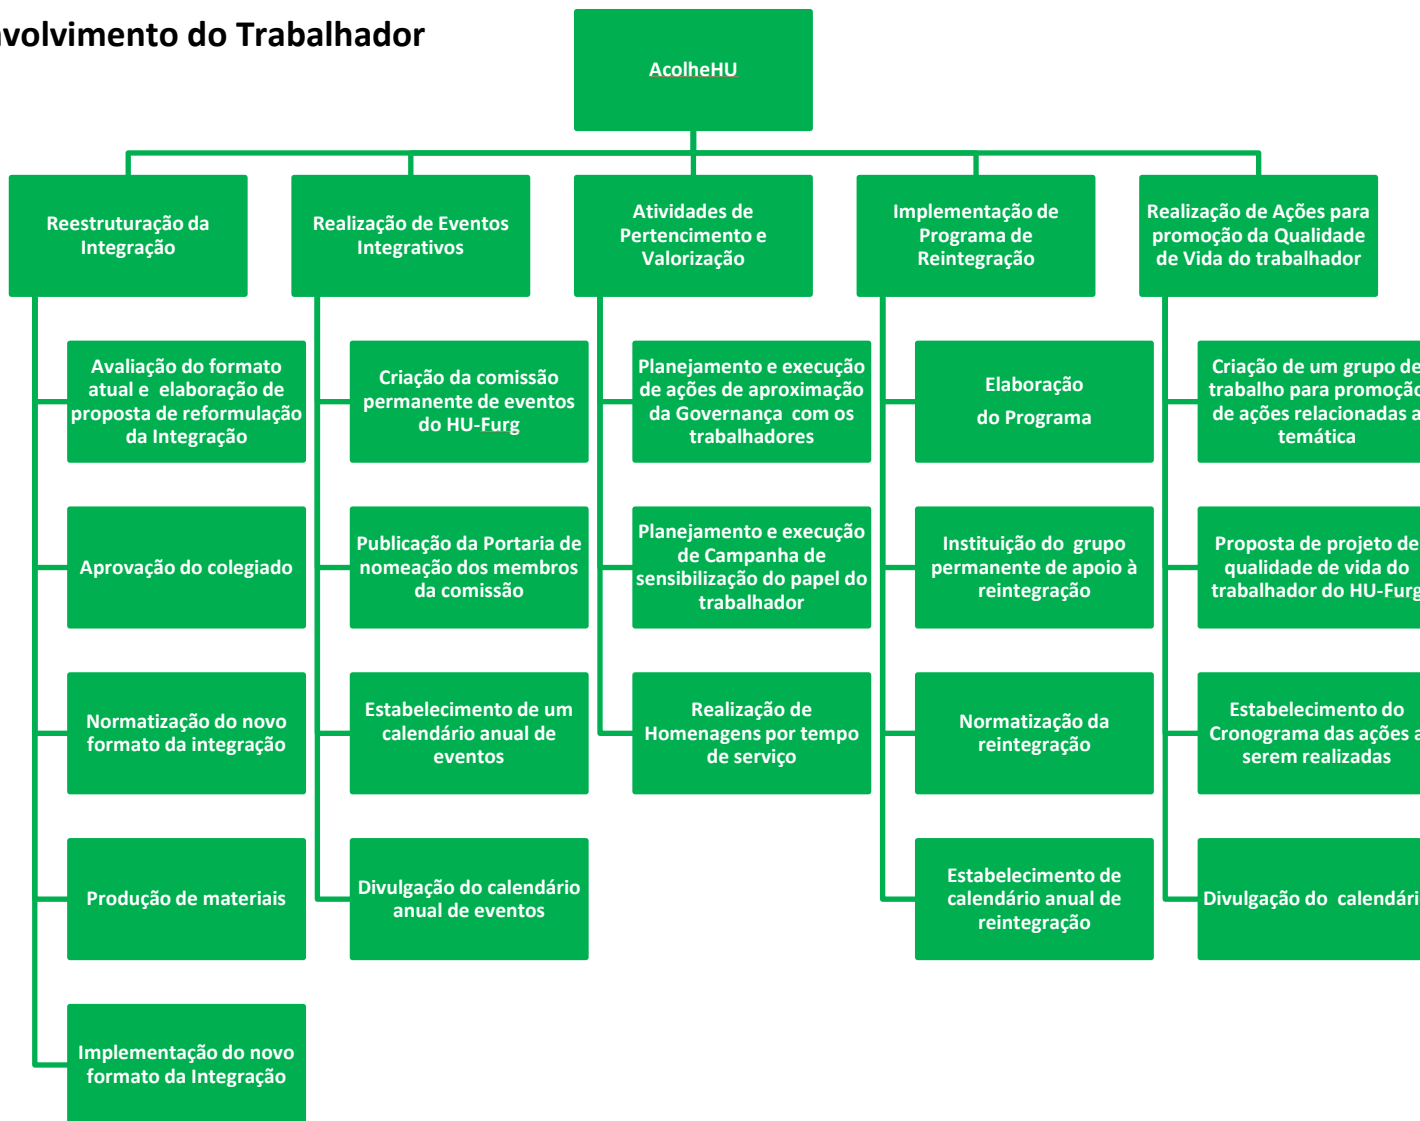 nvolvimento do Trabalhador
AcolheHU
Reestruturação da
Integração
Realização de Eventos
Integrativos
Atividades de
Pertencimento e
Valorização
Implementação de
Programa de
Reintegração
Realização de Ações para
promoção da Qualidade
de Vida do trabalhador
Avaliação do formato
atual e elaboração de
proposta de reformulação
da Integração
Aprovação do colegiado
Normatização do novo
formato da integração
Produção de materiais
Implementação do novo
formato da Integração
Criação da comissão
permanente de eventos
do HU-Furg
Publicação da Portaria de
nomeação dos membros
da comissão
Estabelecimento de um
calendário anual de
eventos
Divulgação do calendário
anual de eventos
Planejamento e execução
de ações de aproximação
da Governança com os
trabalhadores
Planejamento e execução
de Campanha de
sensibilização do papel do
trabalhador
Realização de
Homenagens por tempo
de serviço
Elaboração
do Programa
Instituição do grupo
permanente de apoio à
reintegração
Normatização da
reintegração
Estabelecimento de
calendário anual de
reintegração
Criação de um grupo de
trabalho para promoção
de ações relacionadas a
temática
Proposta de projeto de
qualidade de vida do
trabalhador do HU-Furg
Estabelecimento do
Cronograma das ações a
serem realizadas
Divulgação do calendári